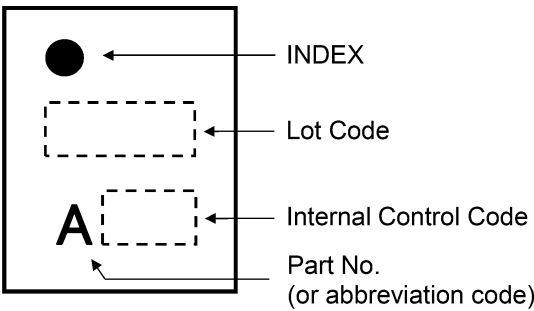 INDEX
Lot Code
Internal Control Code
A
Part No.
(or abbreviation code)